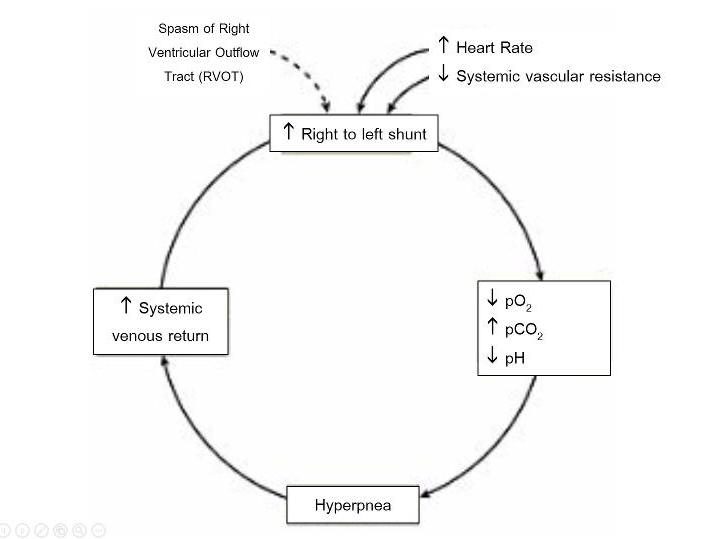 Spasm of Right
Ventricular Outflow
Tract (RVOT)
↑ Heart Rate
↓ Systemic vascular resistance
↑ Right to left shunt
↓ pO₂
↑ pCO₂
↓ pH
↑ Systemic
venous return
Hyperpnea